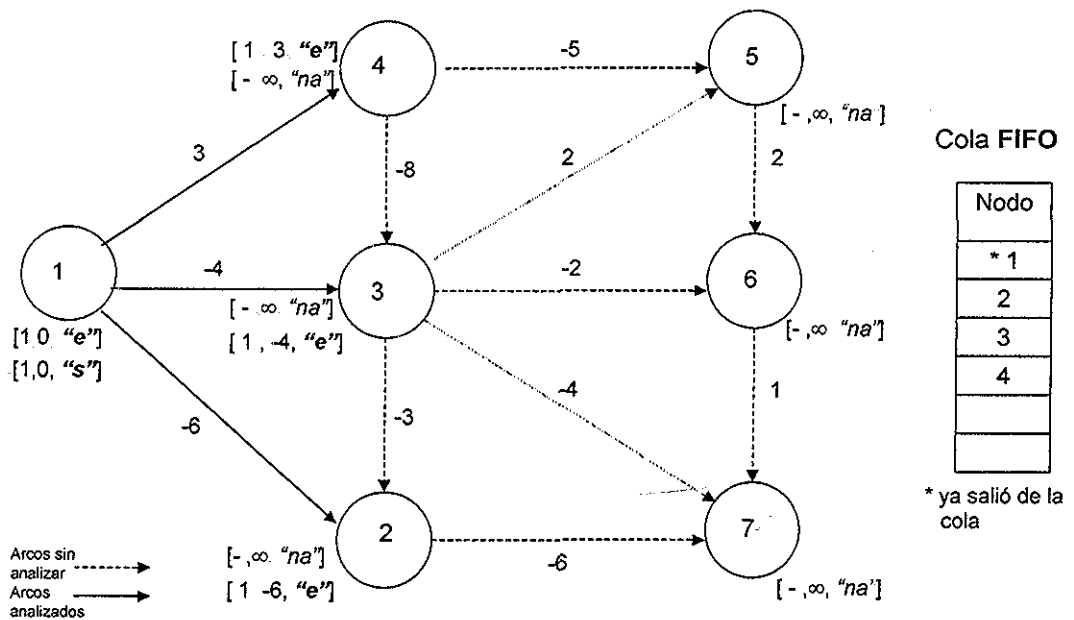 [ 1 3 "e"]
[- ∞, "na"]
4
-5
5
[- ,∞, "na ]
3
-8
2
2
Cola FIFO
Nodo
* 1
2
3
4
* ya salió de la
cola
1
-4
[- ∞ "na"]
3
[ 1 , -4, "e"]
-2
6
[- ,∞ "na"]
[1 0 "e"]
[1,0, "s"]
-6
-3
-4
1
2
[- ,∞ "na"]
[ 1 -6, "e"]
-6
7
[- ,∞, "na']
Arcos sin
analizar
Arcos
analizados